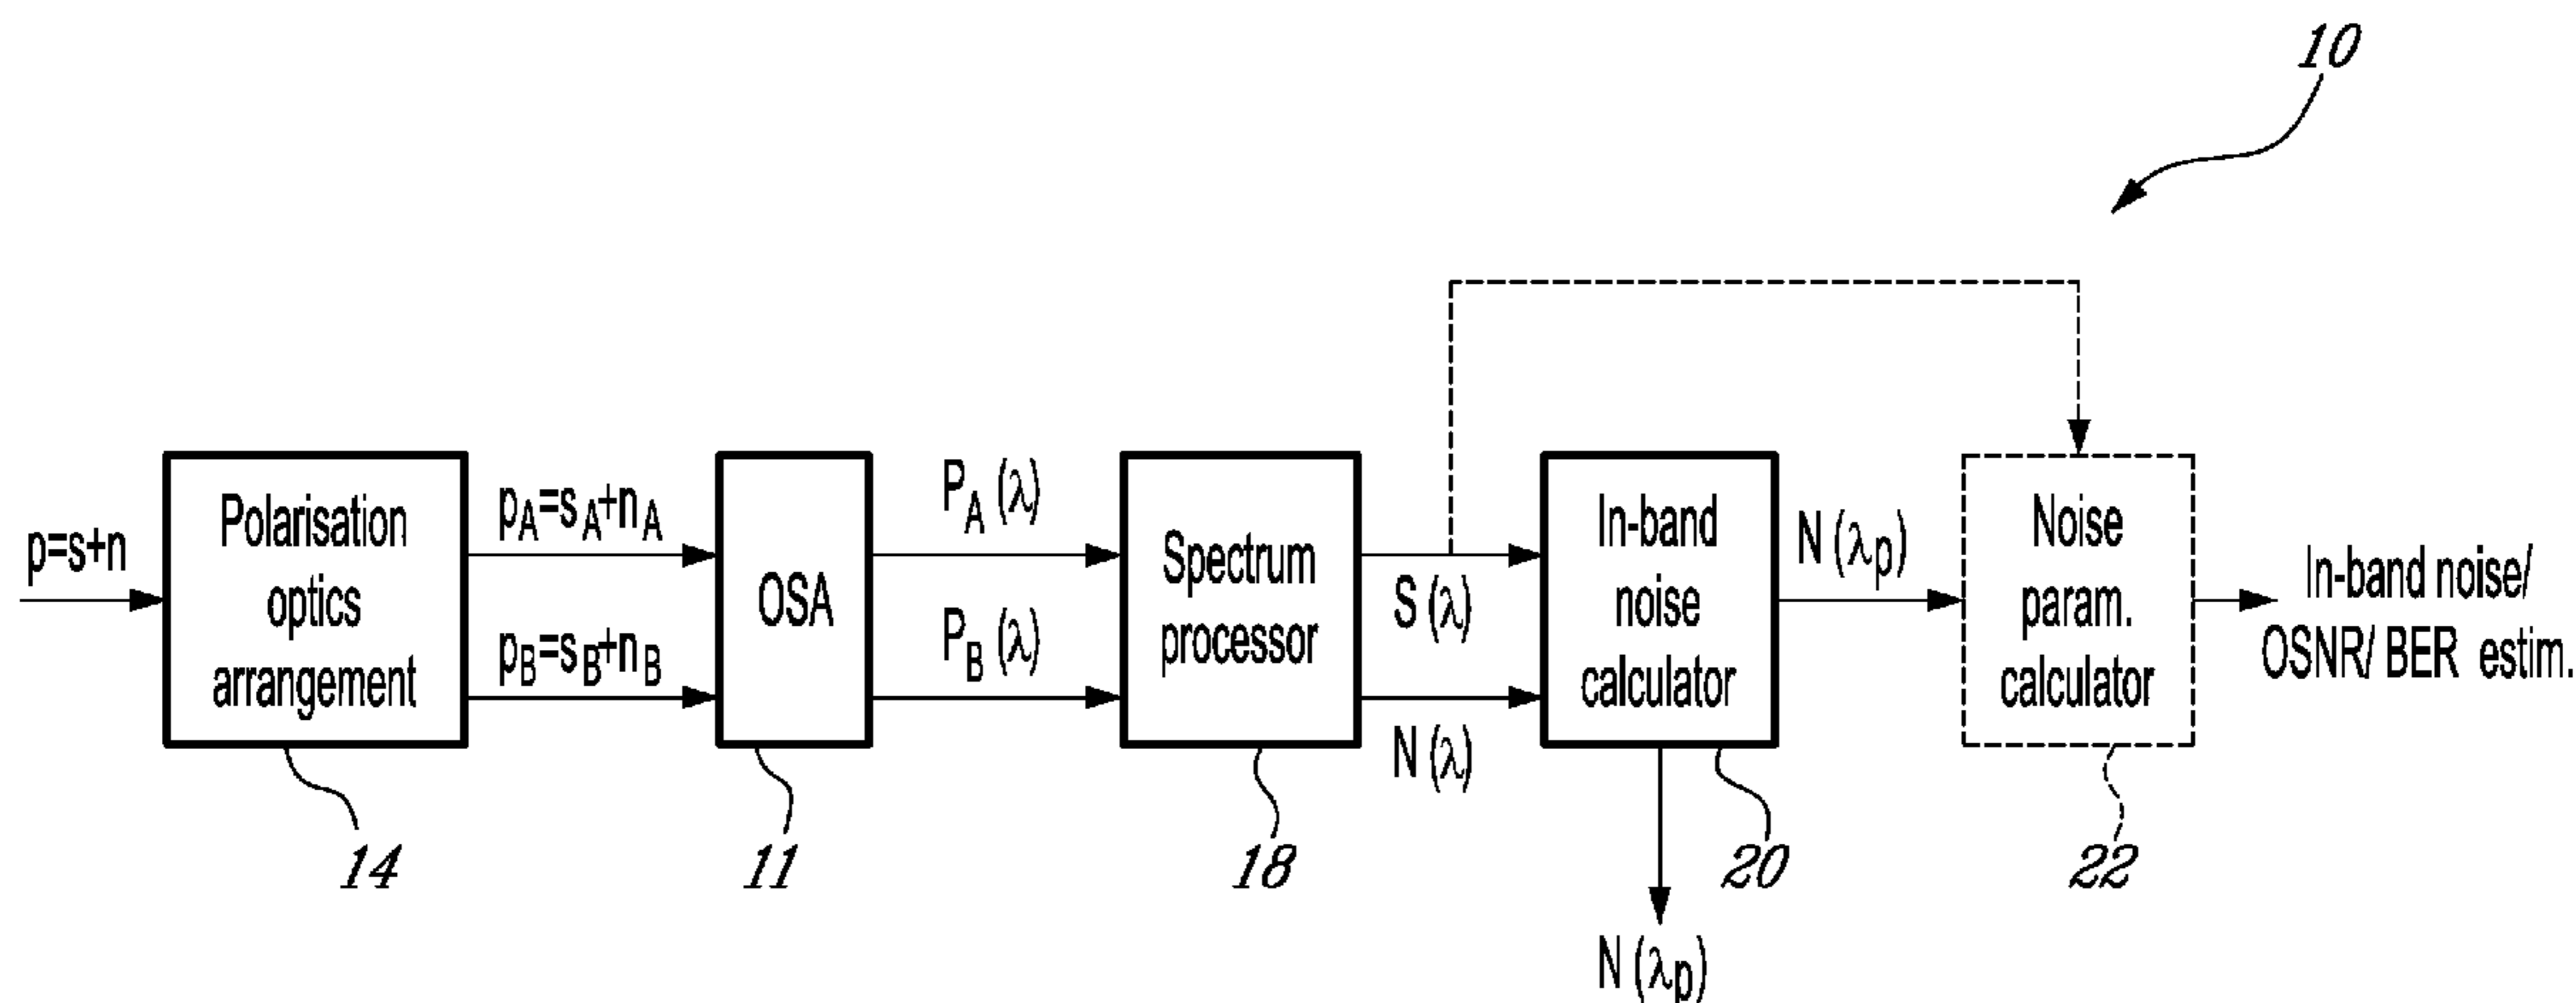 10
p=s+n
Polarisation
optics
arrangement
14
pA=sA+nA
pB=sB+nB
OSA
11
PA (λ)
PB (λ)
Spectrum
processor
18
S (λ)
N (λ)
In-band
noise
calculator
20
N (λp)
N (λp)
Noise
param.
calculator
22
In-band noise/
OSNR/ BER estim.